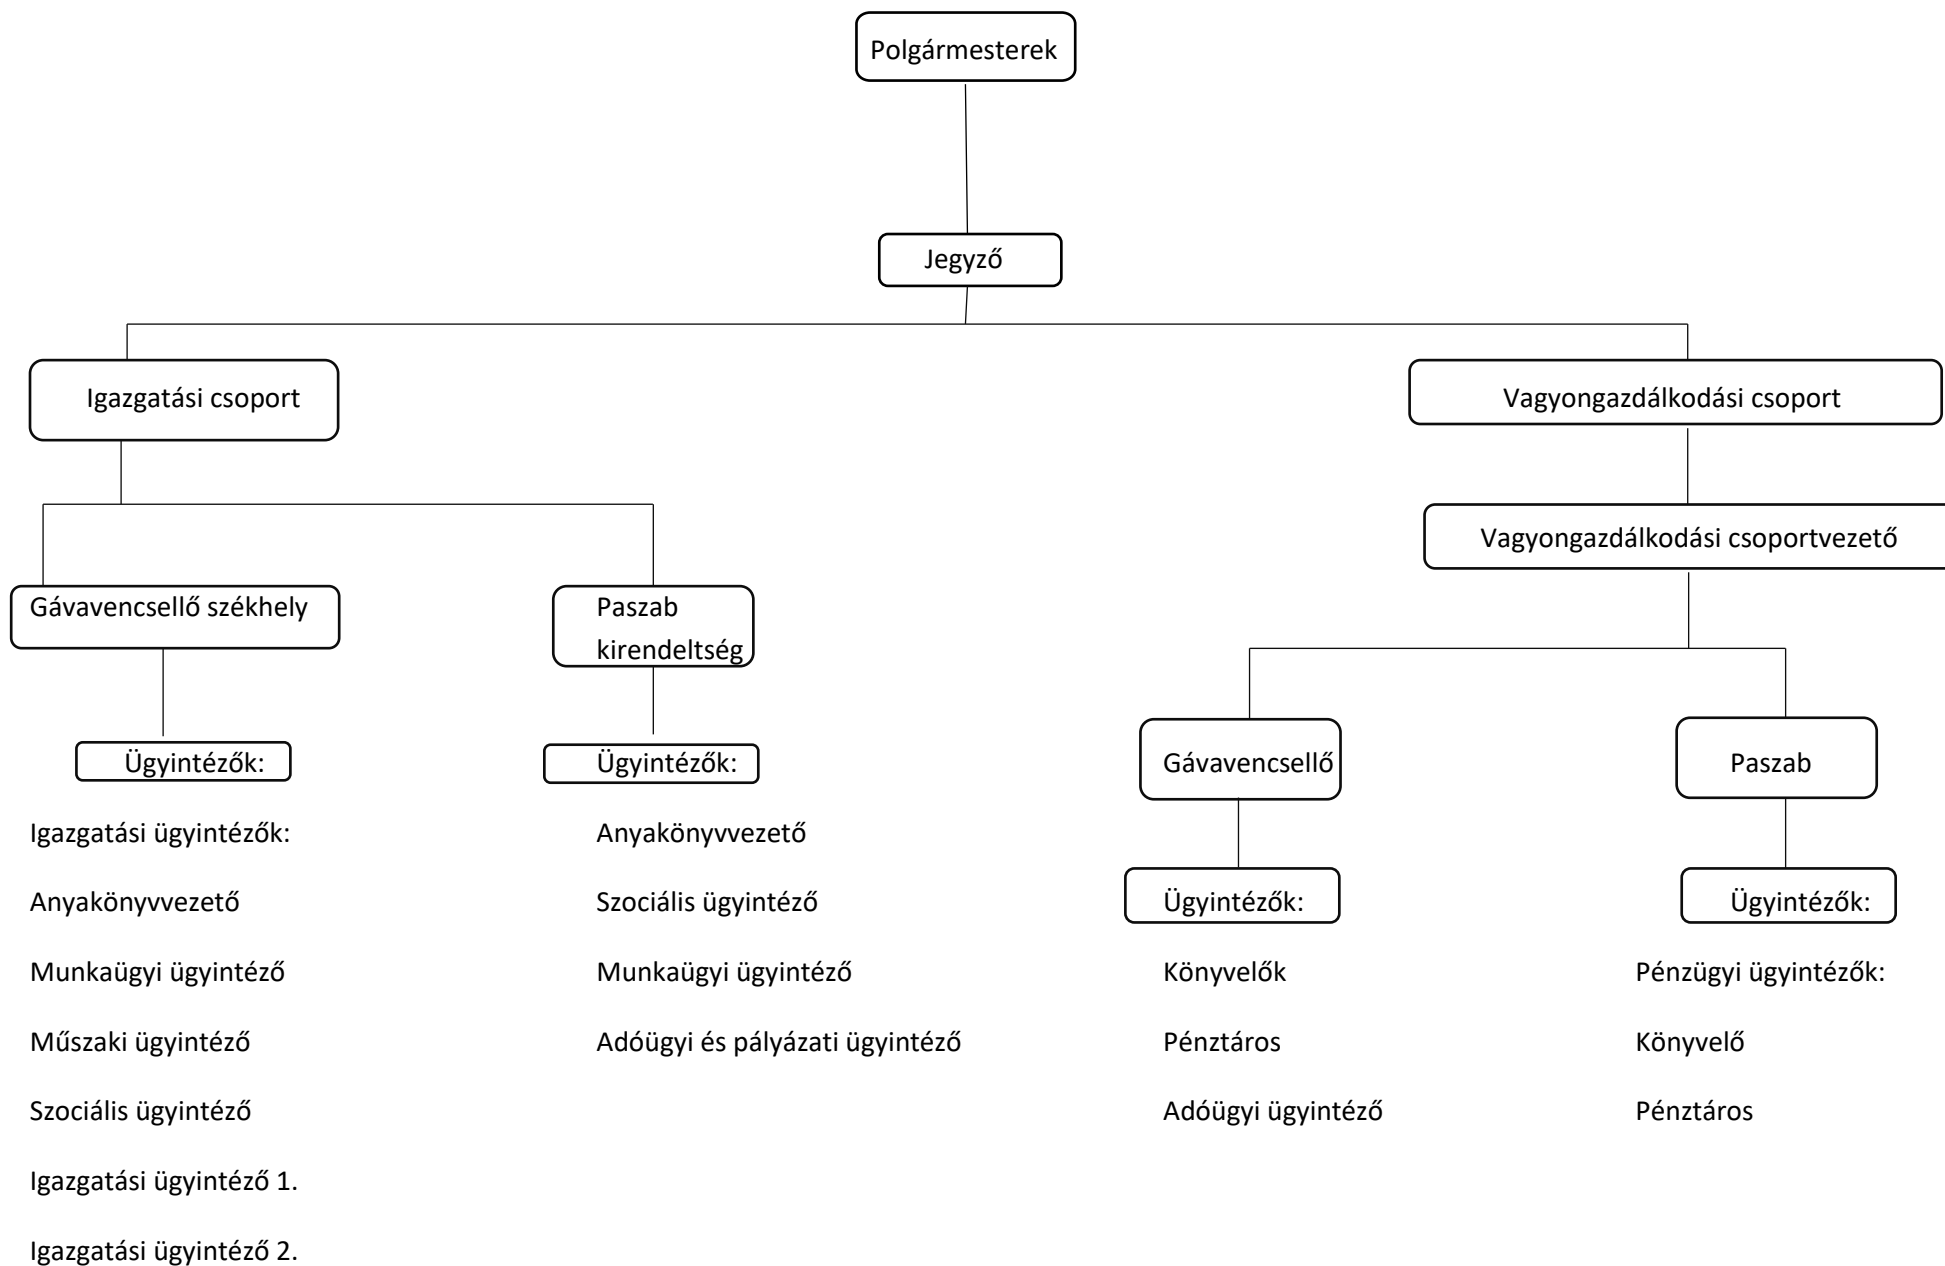 Polgármesterek
Jegyző
Igazgatási csoport
Vagyongazdálkodási csoport
Vagyongazdálkodási csoportvezető
Gávavencsellő székhely
Paszab
kirendeltség
Ügyintézők:
Ügyintézők:
Gávavencsellő
Paszab
Igazgatási ügyintézők:
Anyakönyvvezető
Anyakönyvvezető
Szociális ügyintéző
Ügyintézők:
Ügyintézők:
Munkaügyi ügyintéző
Munkaügyi ügyintéző
Könyvelők
Pénzügyi ügyintézők:
Műszaki ügyintéző
Adóügyi és pályázati ügyintéző
Pénztáros
Könyvelő
Szociális ügyintéző
Adóügyi ügyintéző
Pénztáros
Igazgatási ügyintéző 1.
Igazgatási ügyintéző 2.